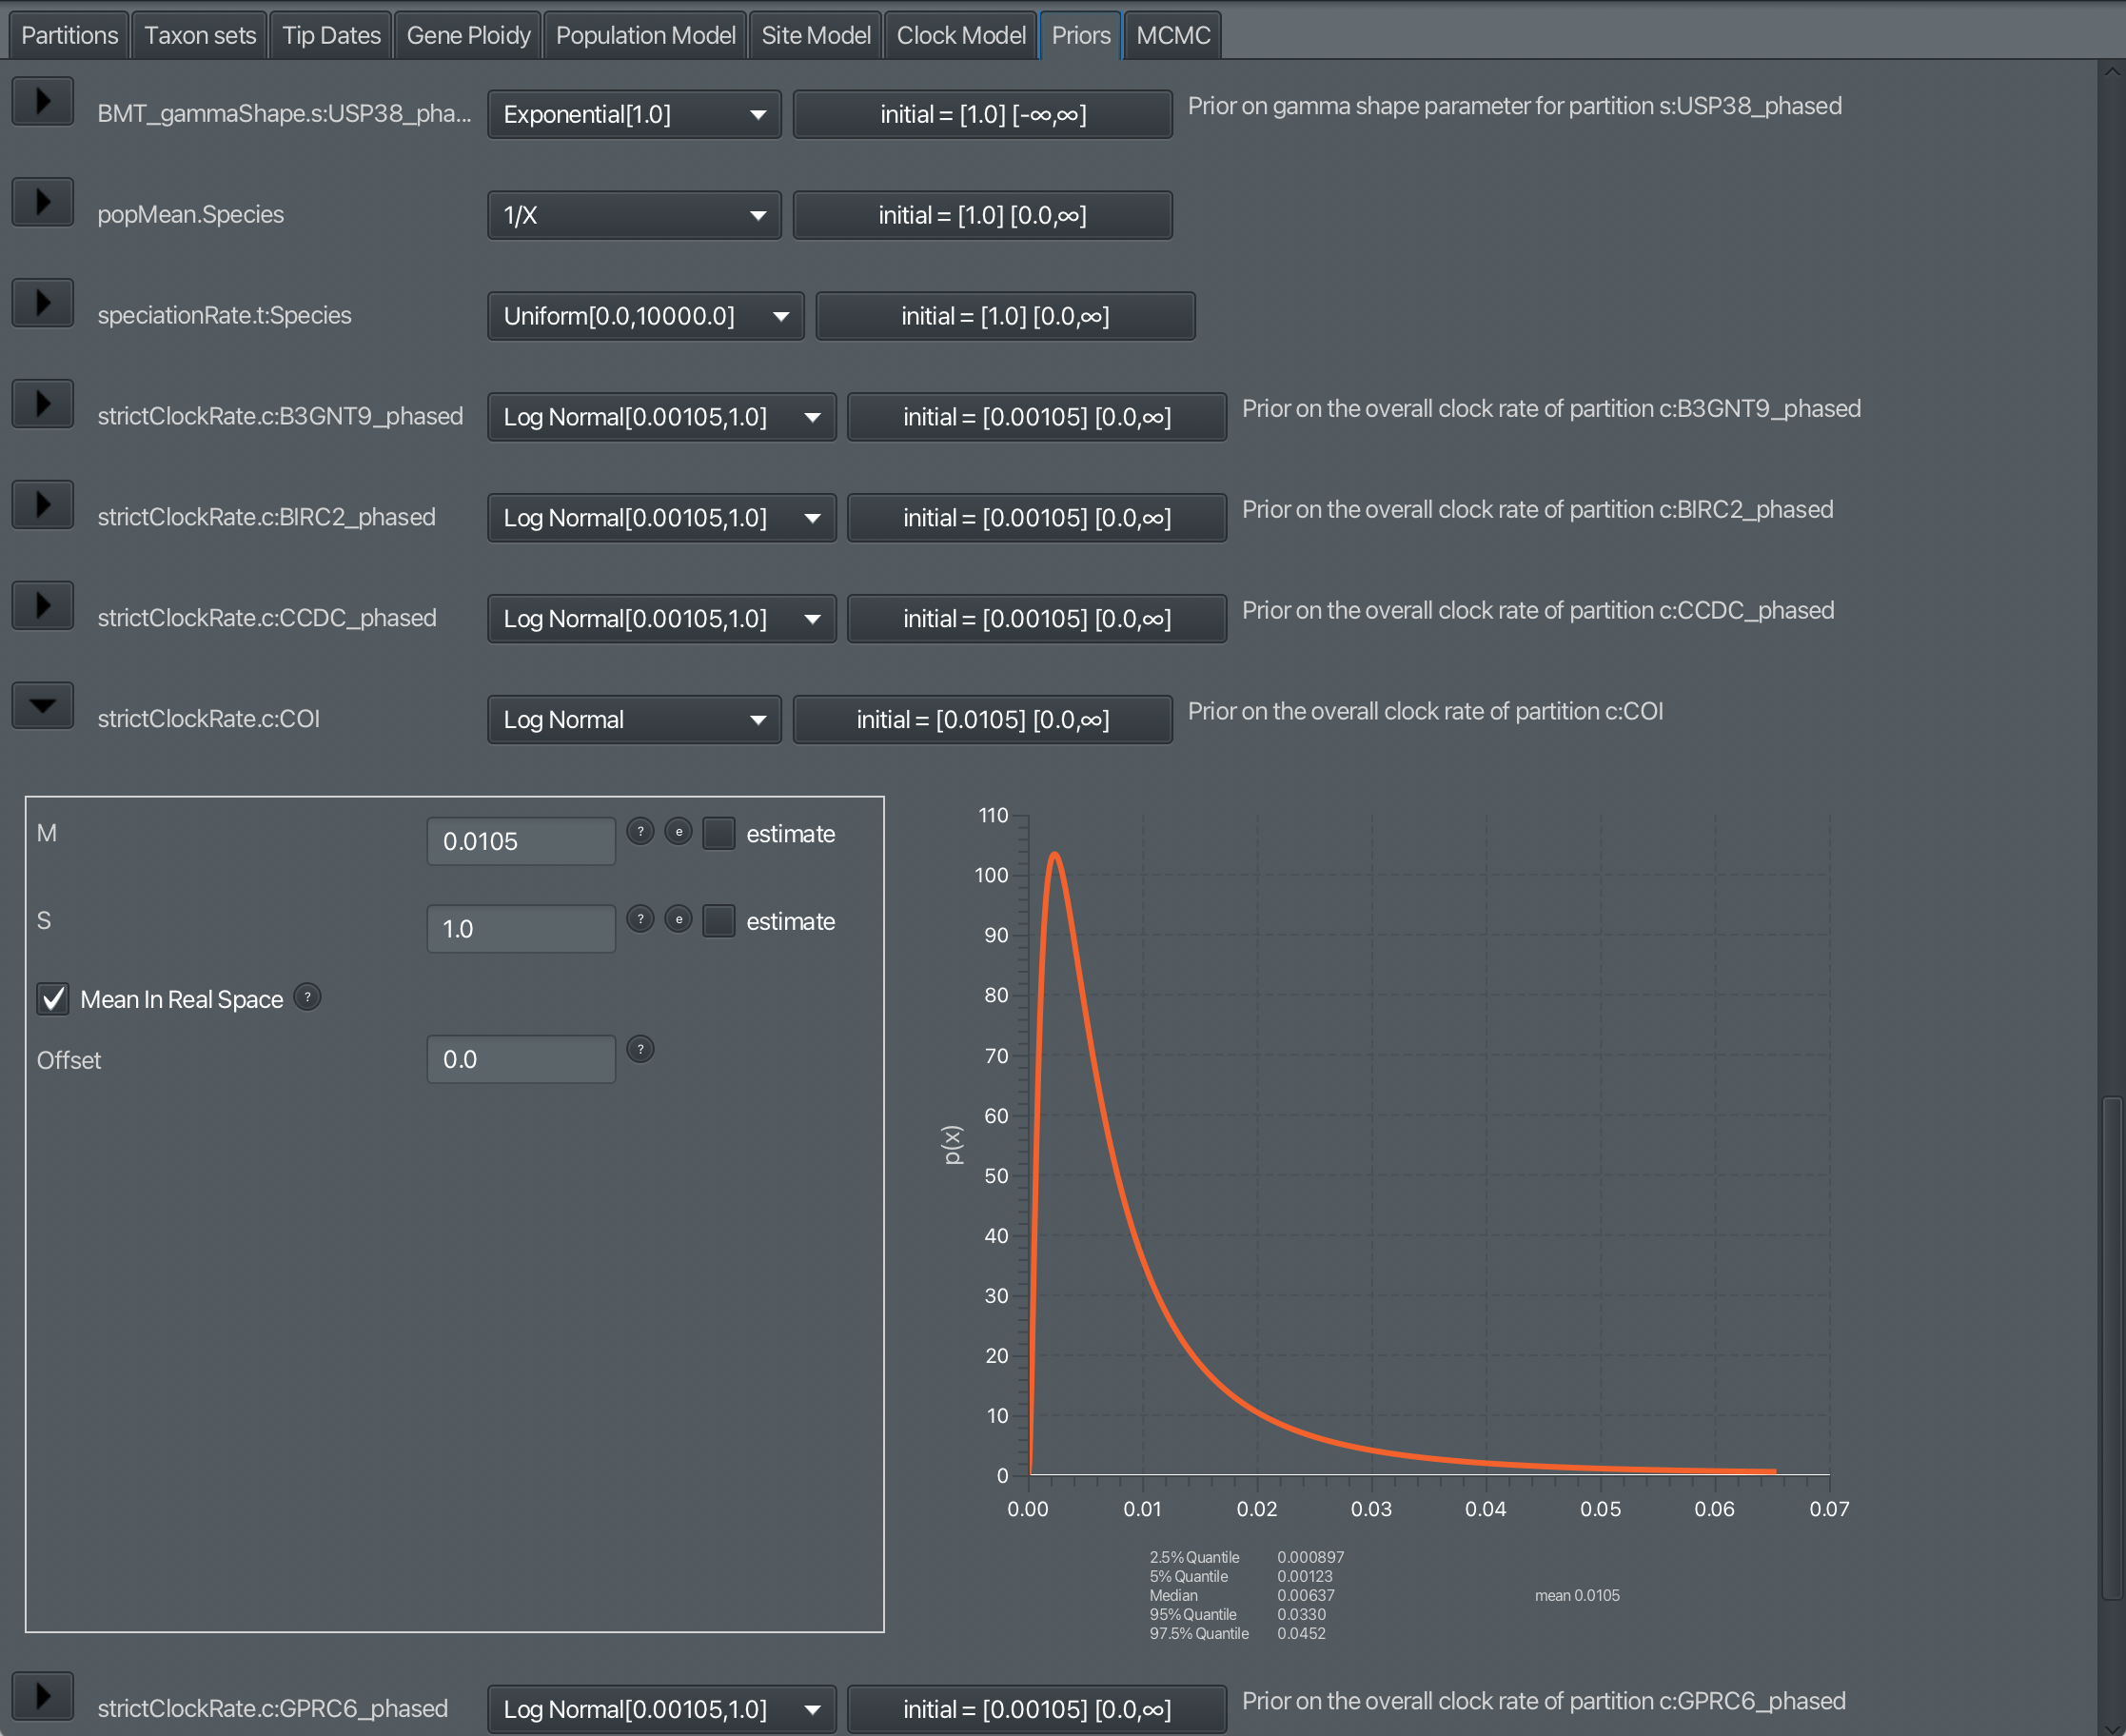 Partitions Taxon sets Tip Dates Gene Ploidy Population Model Site Model Clock Model Priors MCMC
BMT_gammaShape.s:USP38_pha... Exponential[1.0] initial = [1.0] [-∞,∞] Prior on gamma shape parameter for partition s:USP38_phased
popMean.Species 1/X initial = [1.0] [0.0,∞]
speciationRate.t:Species Uniform[0.0,10000.0] initial = [1.0] [0.0,∞]
strictClockRate.c:B3GNT9_phased Log Normal[0.00105,1.0] initial = [0.00105] [0.0,∞] Prior on the overall clock rate of partition c:B3GNT9_phased
strictClockRate.c:BIRC2_phased Log Normal[0.00105,1.0] initial = [0.00105] [0.0,∞] Prior on the overall clock rate of partition c:BIRC2_phased
strictClockRate.c:CCDC_phased Log Normal[0.00105,1.0] initial = [0.00105] [0.0,∞] Prior on the overall clock rate of partition c:CCDC_phased
strictClockRate.c:COI Log Normal initial = [0.0105] [0.0,∞] Prior on the overall clock rate of partition c:COI
M 0.0105 ? e estimate
S 1.0 ? e estimate
Mean In Real Space ?
Offset 0.0 ?
110
100
90
80
70
60
50
40
30
20
10
0
p(x)
0.00 0.01 0.02 0.03 0.04 0.05 0.06 0.07
2.5% Quantile 0.000897
5% Quantile 0.00123
Median 0.00637 mean 0.0105
95% Quantile 0.0330
97.5% Quantile 0.0452
strictClockRate.c:GPRC6_phased Log Normal[0.00105,1.0] initial = [0.00105] [0.0,∞] Prior on the overall clock rate of partition c:GPRC6_phased